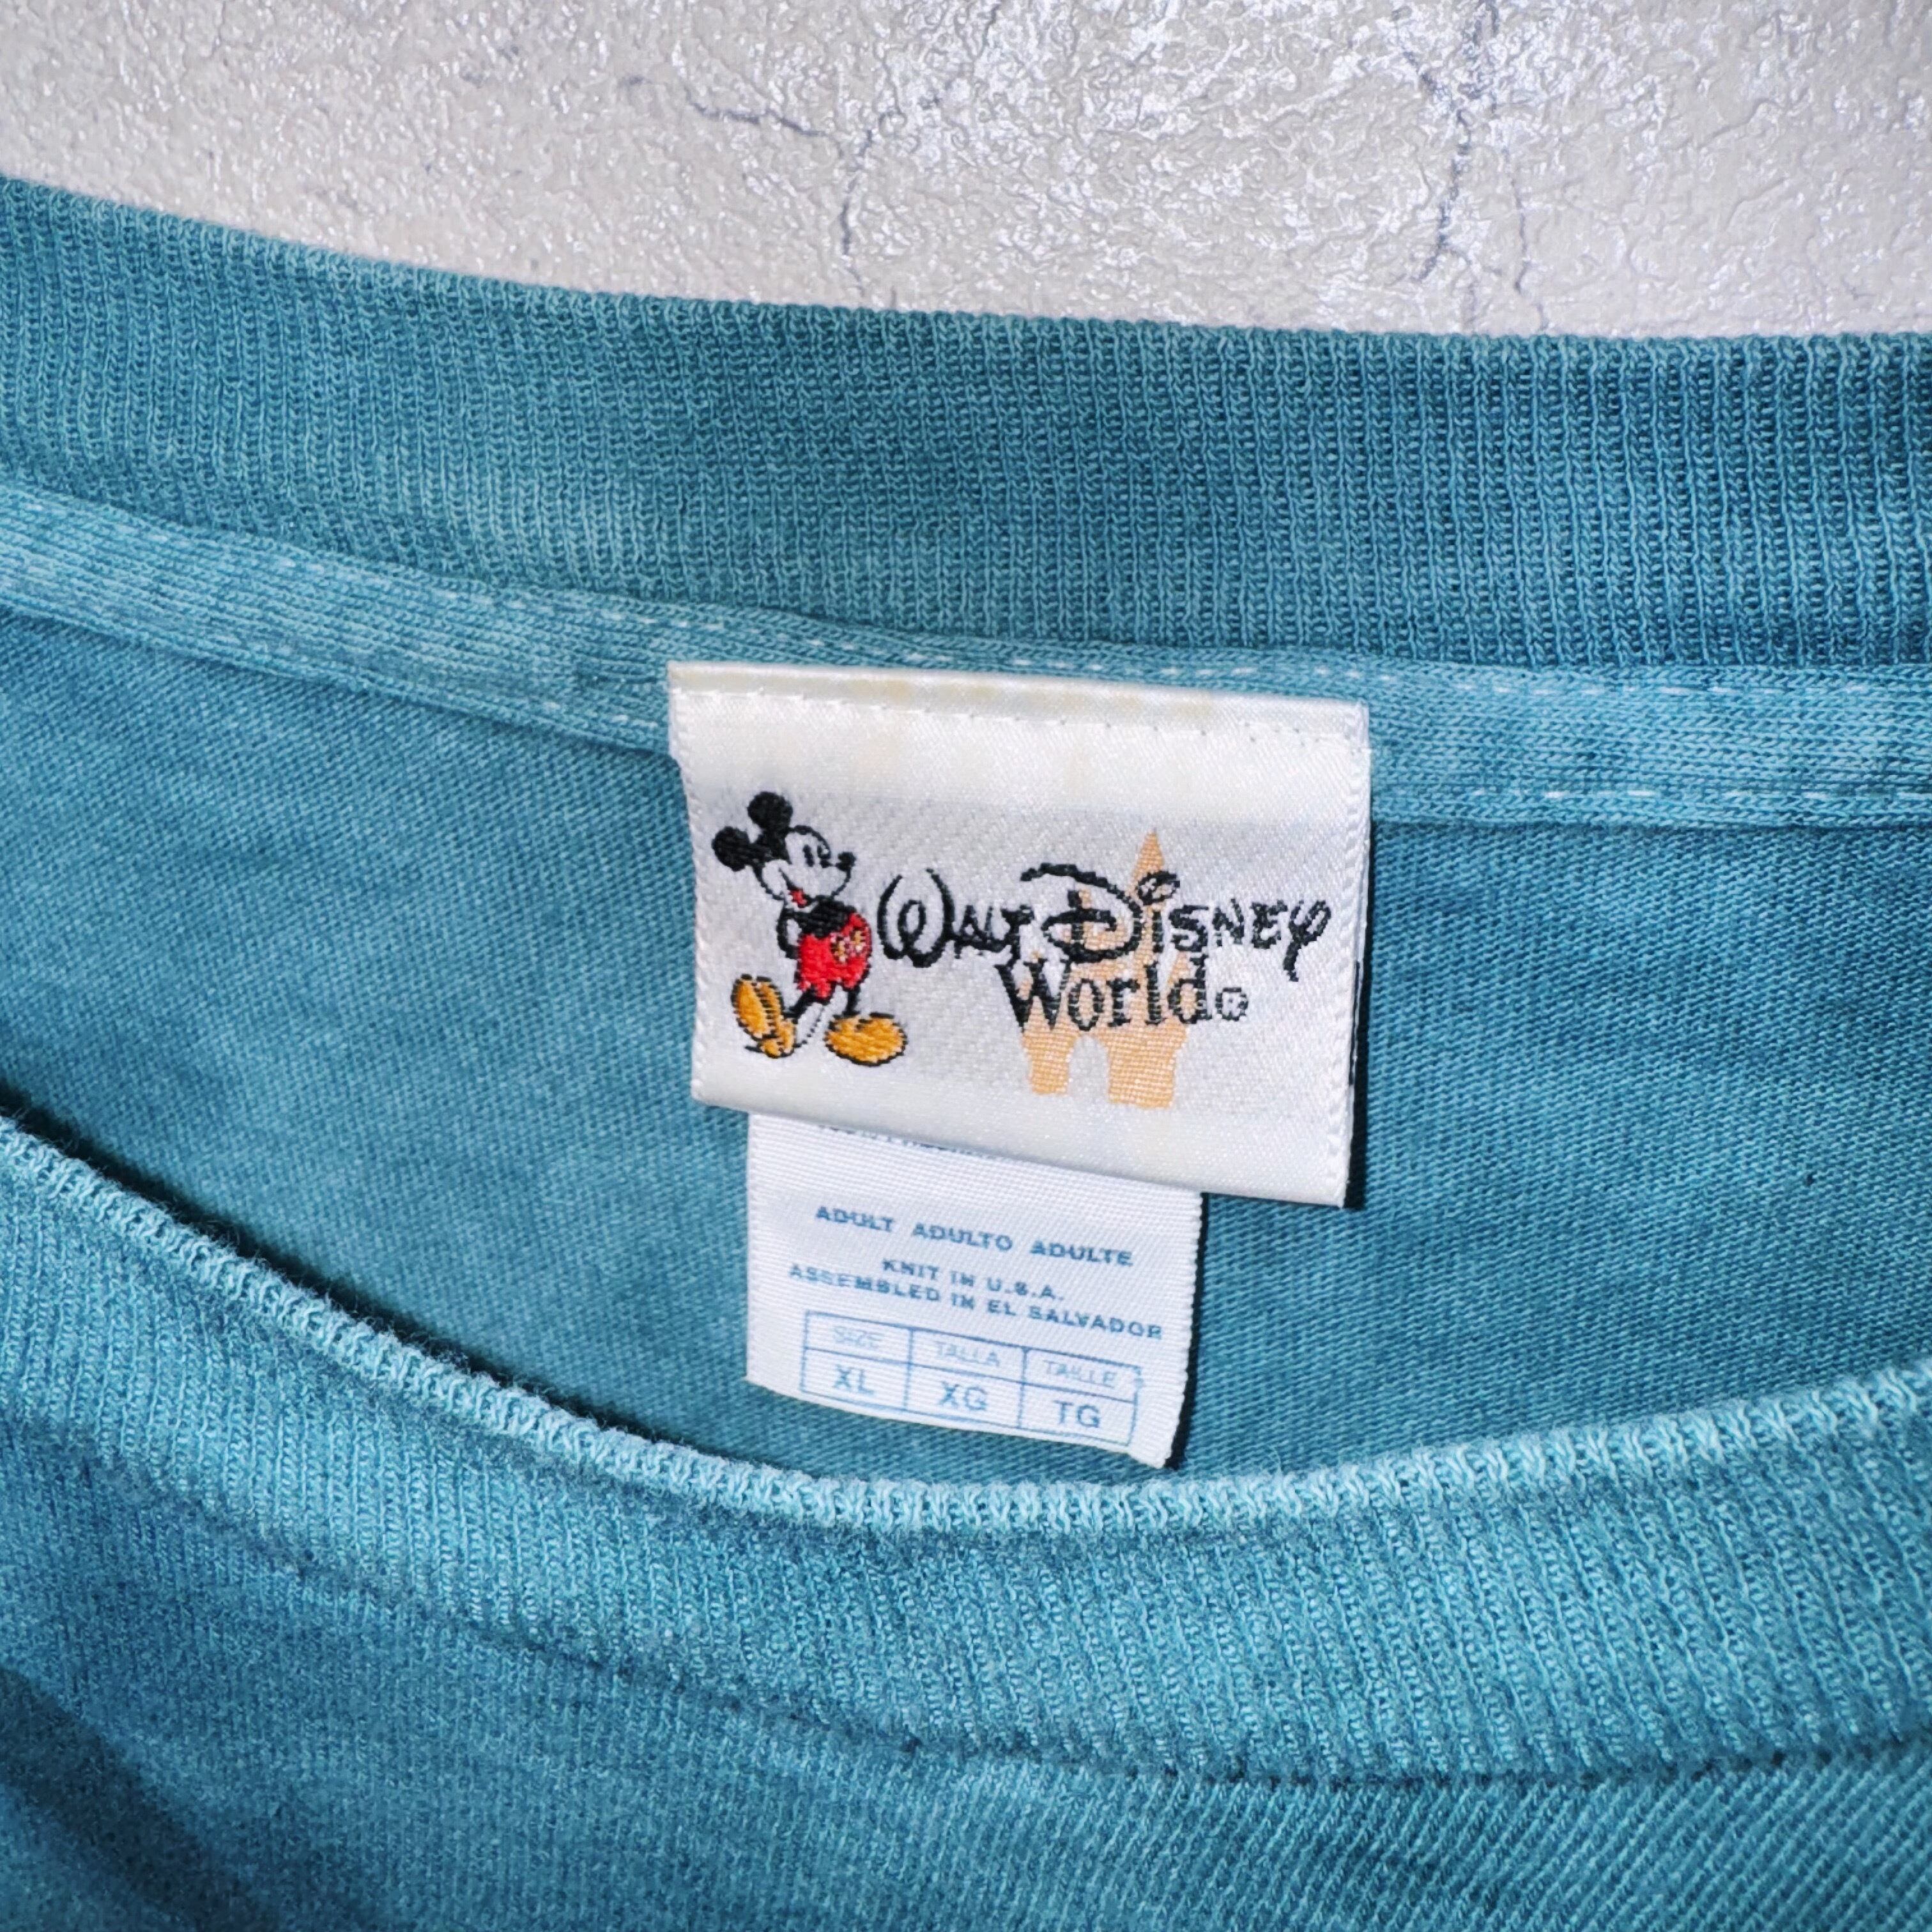 Walt Disney
World®
ADULT ADULTO ADULTE
KNIT IN U.S.A.
ASSEMBLED IN EL SALVADOR
SIZE TALLA TAILLE
XL XG TG